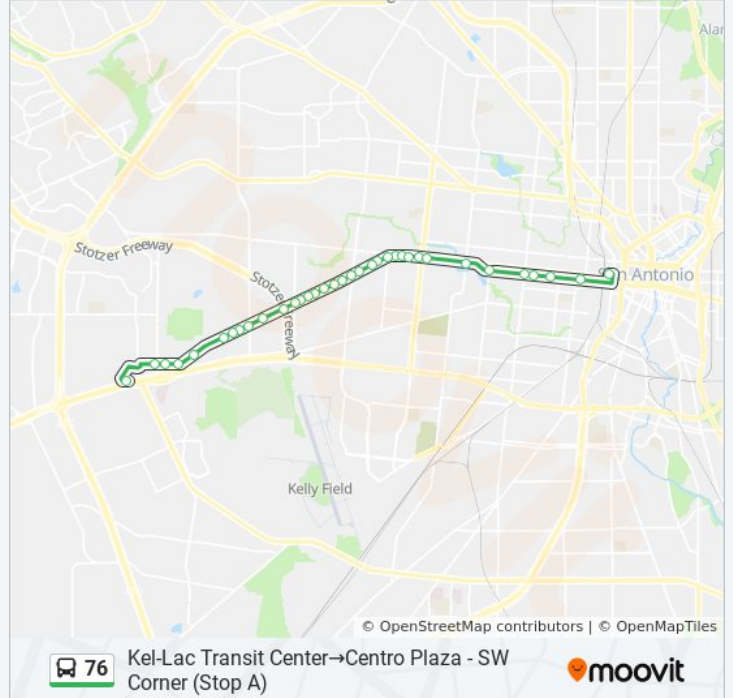 Alar
Stotzer Freeway
Stotzer Freeway
San Antonio
Kelly Field
© OpenStreetMap contributors | © OpenMapTiles
76
Kel-Lac Transit Center→Centro Plaza - SW
Corner (Stop A)
moovit